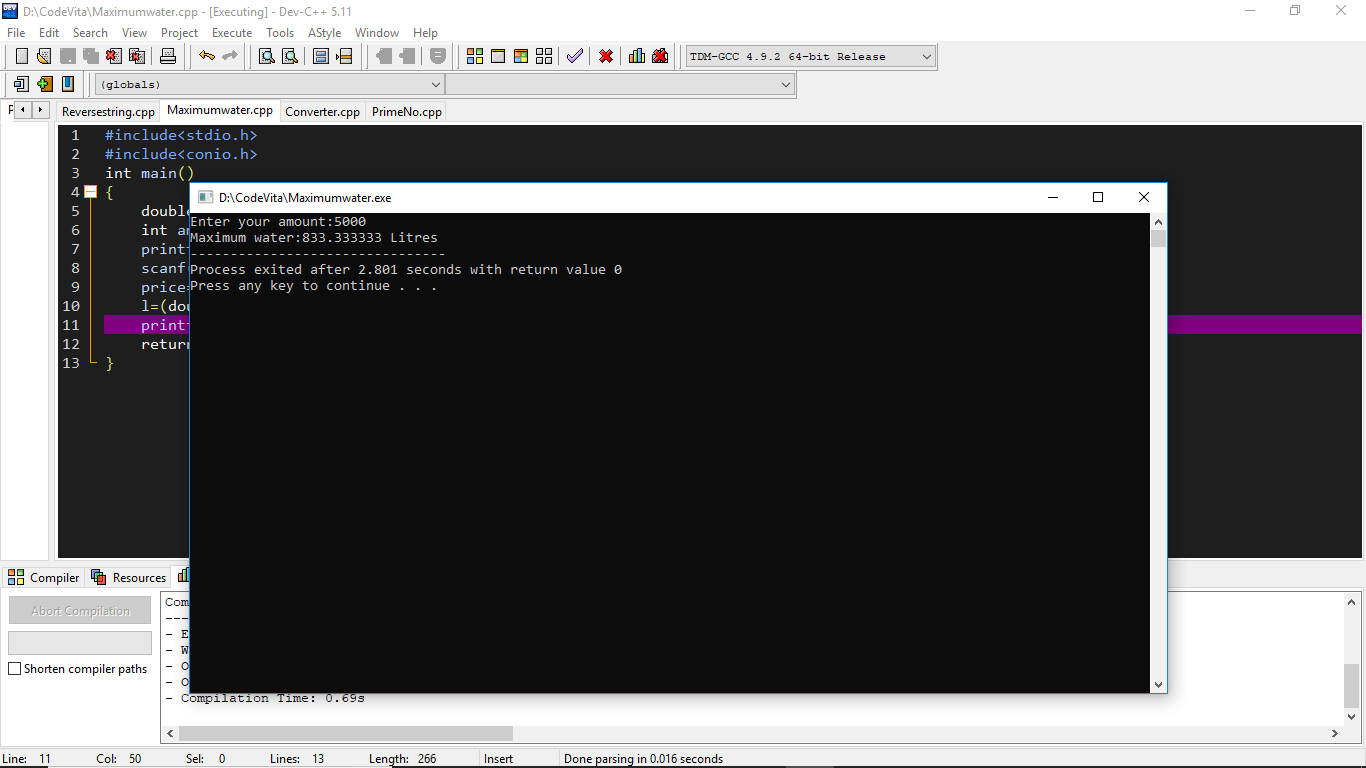 D:\CodeVita\Maximumwater.cpp - [Executing] - Dev-C++ 5.11
File Edit Search View Project Execute Tools AStyle Window Help
TDM-GCC 4.9.2 64-bit Release
(globals)
Reversestring.cpp Maximumwater.cpp Converter.cpp PrimeNo.cpp
1 #include<stdio.h>
2 #include<conio.h>
3 int main()
4 {
5 double
6 int
7 print
8 scanf
9 price=
10 l=(dou
11 print
12 return
13 }
D:\CodeVita\Maximumwater.exe
Enter your amount:5000
Maximum water:833.333333 Litres
--------------------------------
Process exited after 2.801 seconds with return value 0
Press any key to continue . . .
Compiler Resources
Abort Compilation
Shorten compiler paths
Com
---
- E
- W
- O
- O
- Compilation Time: 0.69s
Line: 11 Col: 50 Sel: 0 Lines: 13 Length: 266 Insert Done parsing in 0.016 seconds